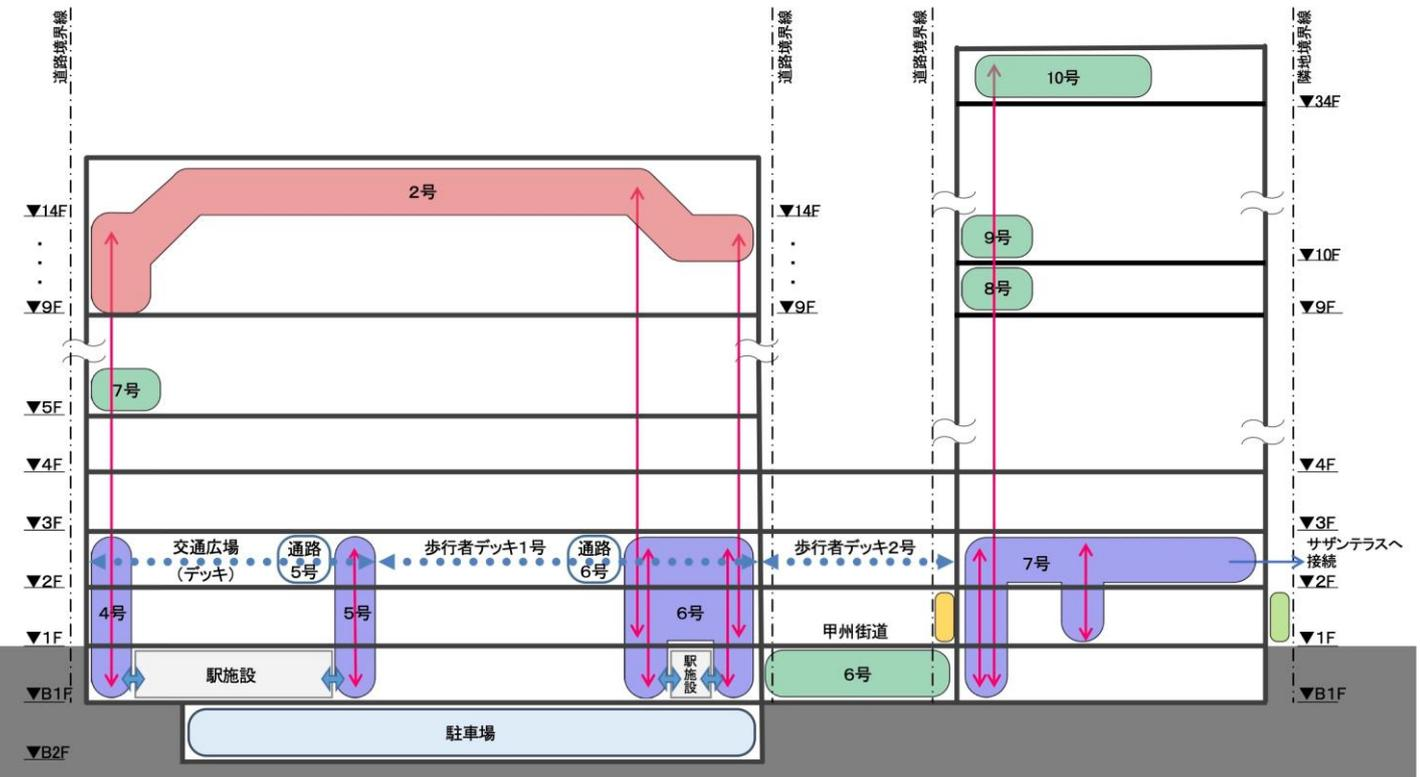 道路境界線
道路境界線
道路境界線
隣地境界線
10号
▼34F
2号
▼14F
▼14F
9号
▼10F
8号
▼9F
▼9F
▼9F
7号
▼5F
▼4F
▼4F
▼3F
▼3F
交通広場
(デッキ)
通路
5号
歩行者デッキ1号
通路
6号
歩行者デッキ2号
7号
サザンテラスへ
接続
▼2F
▼2F
4号
5号
6号
甲州街道
▼1F
▼1F
駅施設
駅施設
6号
▼B1F
▼B1F
駐車場
▼B2F